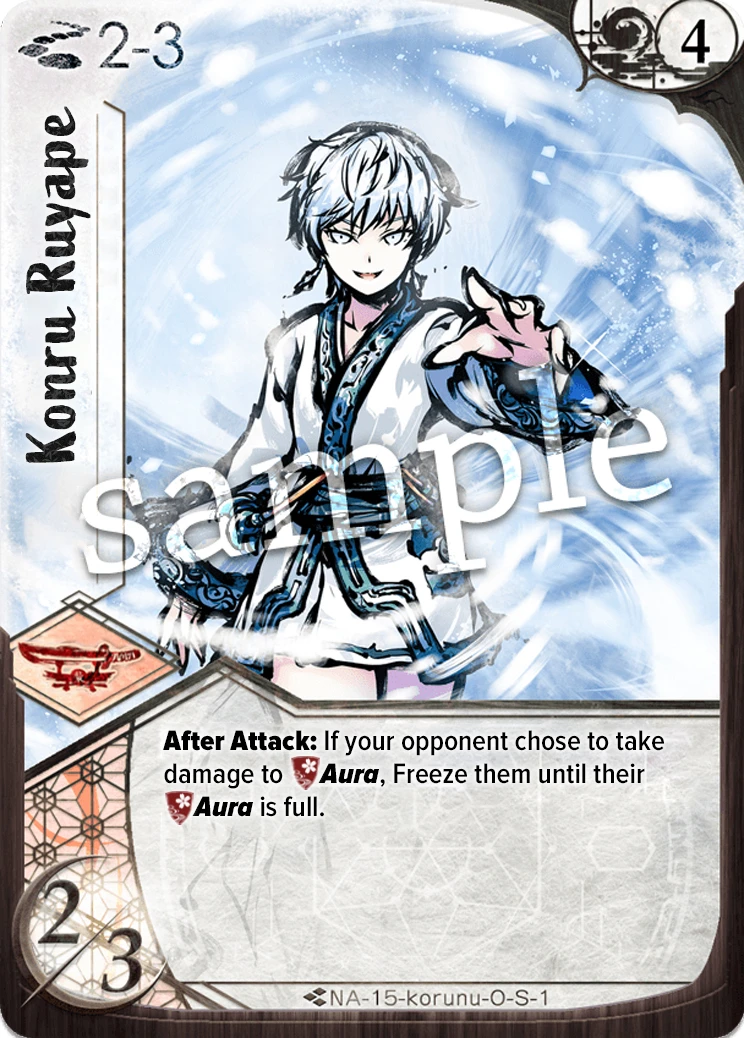 2-3
4
Konru Ruyape
sample
After Attack: If your opponent chose to take
damage to Aura, Freeze them until their
Aura is full.
2/3
NA-15-korunu-O-S-1